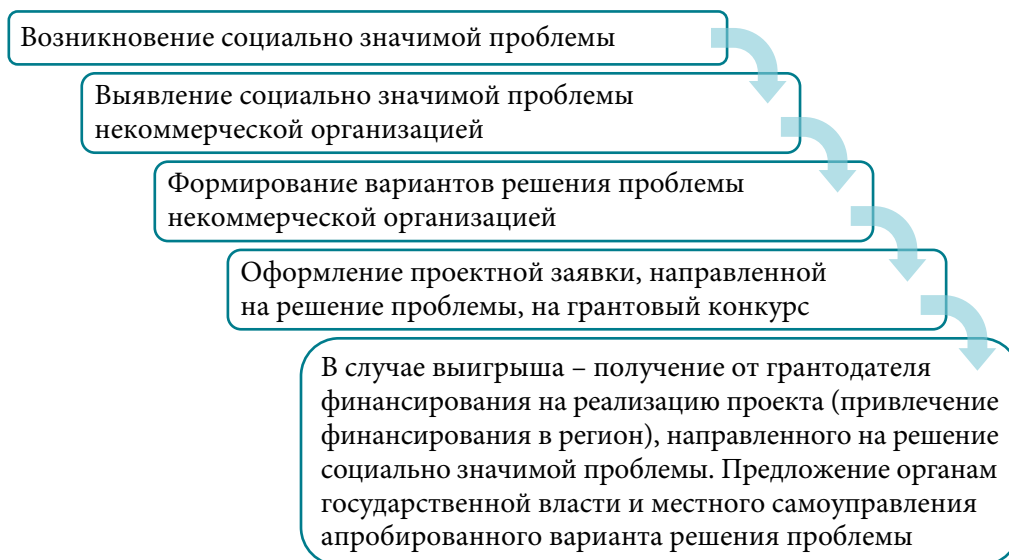 Возникновение социально значимой проблемы
Выявление социально значимой проблемы
некоммерческой организацией
Формирование вариантов решения проблемы
некоммерческой организацией
Оформление проектной заявки, направленной
на решение проблемы, на грантовый конкурс
В случае выигрыша – получение от грантодателя
финансирования на реализацию проекта (привлечение
финансирования в регион), направленного на решение
социально значимой проблемы. Предложение органам
государственной власти и местного самоуправления
апробированного варианта решения проблемы